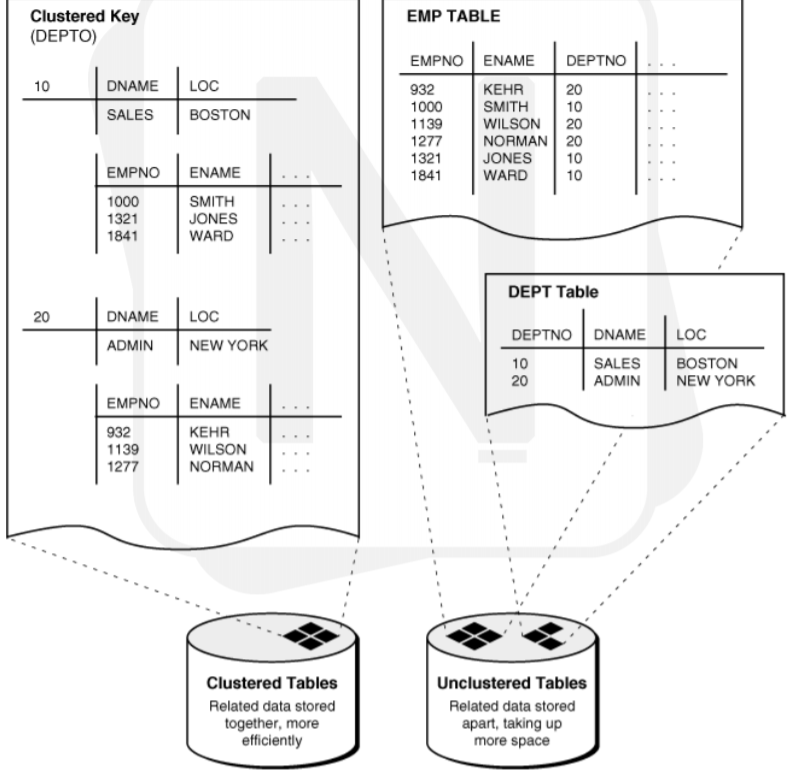 Clustered Key
(DEPTO)
10 DNAME LOC
SALES BOSTON
EMPNO ENAME . . .
1000 SMITH . . .
1321 JONES . . .
1841 WARD . . .
20 DNAME LOC
ADMIN NEW YORK
EMPNO ENAME . . .
932 KEHR . . .
1139 WILSON . . .
1277 NORMAN . . .
EMP TABLE
EMPNO ENAME DEPTNO . . .
932 KEHR 20 . . .
1000 SMITH 10 . . .
1139 WILSON 20 . . .
1277 NORMAN 20 . . .
1321 JONES 10 . . .
1841 WARD 10 . . .
DEPT Table
DEPTNO DNAME LOC
10 SALES BOSTON
20 ADMIN NEW YORK
Clustered Tables
Related data stored
together, more
efficiently
Unclustered Tables
Related data stored
apart, taking up
more space
N